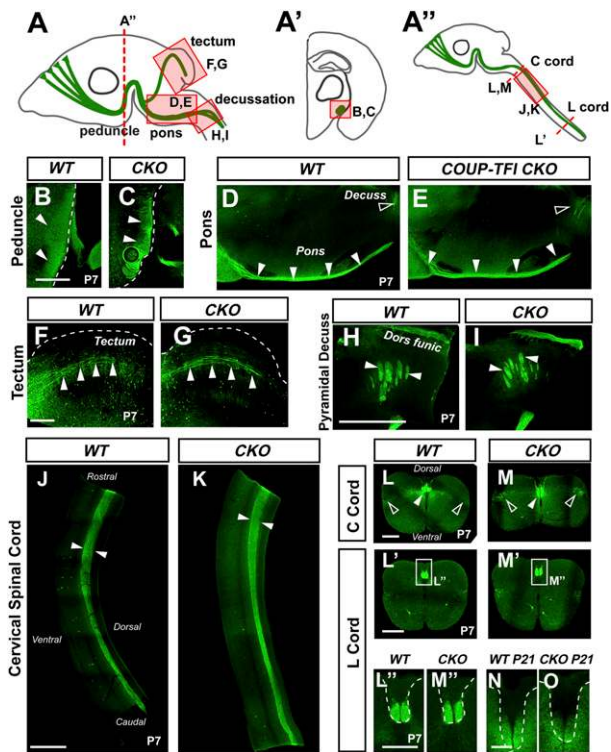 A A'' tectum
F,G
D,E decussation
peduncle pons H,I
A'
B,C
A''
C cord
L,M
J,K
L cord
L'
WT CKO WT COUP-TFI CKO
Peduncle B C Pons D Decuss E
Pons
P7 P7
WT CKO WT CKO
Tectum F Tectum G Pyramidal Decuss H Dors funic I
P7 P7
WT CKO
Cervical Spinal Cord J Rostral K
Ventral Dorsal
Caudal
P7
WT CKO
C Cord L Dorsal M
Ventral P7
L Cord L' L'' M' M''
P7
WT CKO WT P21 CKO P21
L'' M'' N O
P7